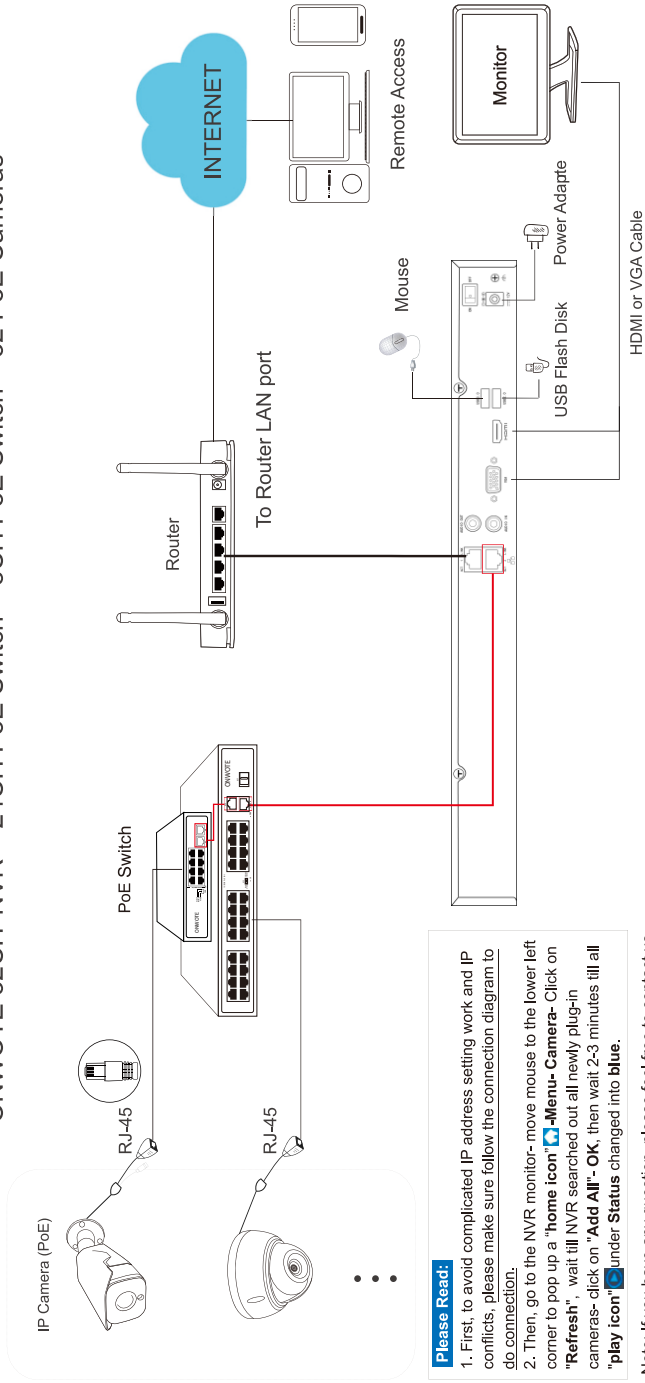 INTERNET
Remote Access
Monitor
Router
To Router LAN port
Mouse
Power Adapte
USB Flash Disk
HDMI or VGA Cable
PoE Switch
ONWOTE
ONWOTE
IP Camera (PoE)
RJ-45
RJ-45
Please Read:
1. First, to avoid complicated IP address setting work and IP
conflicts, please make sure follow the connection diagram to
do connection.
2. Then, go to the NVR monitor- move mouse to the lower left
corner to pop up a "home icon" -Menu- Camera- Click on
"Refresh", wait till NVR searched out all newly plug-in
cameras- click on "Add All"- OK, then wait 2-3 minutes till all
"play icon" under Status changed into blue.